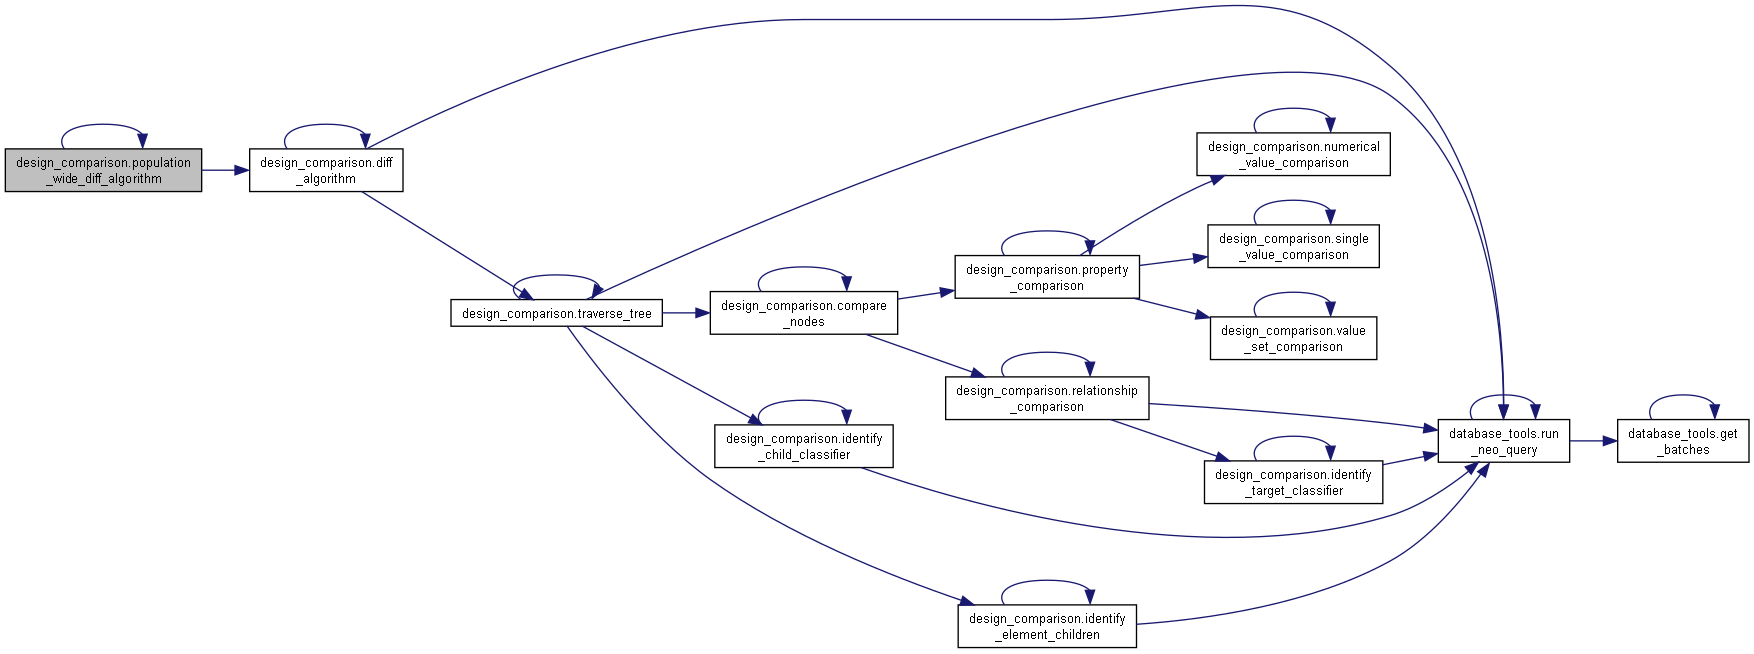 design_comparison.population
_wide_diff_algorithm
design_comparison.diff
_algorithm
design_comparison.traverse_tree
design_comparison.compare
_nodes
design_comparison.identify
_child_classifier
design_comparison.identify
_element_children
design_comparison.property
_comparison
design_comparison.relationship
_comparison
design_comparison.numerical
_value_comparison
design_comparison.single
_value_comparison
design_comparison.value
_set_comparison
design_comparison.identify
_target_classifier
database_tools.run
_neo_query
database_tools.get
_batches